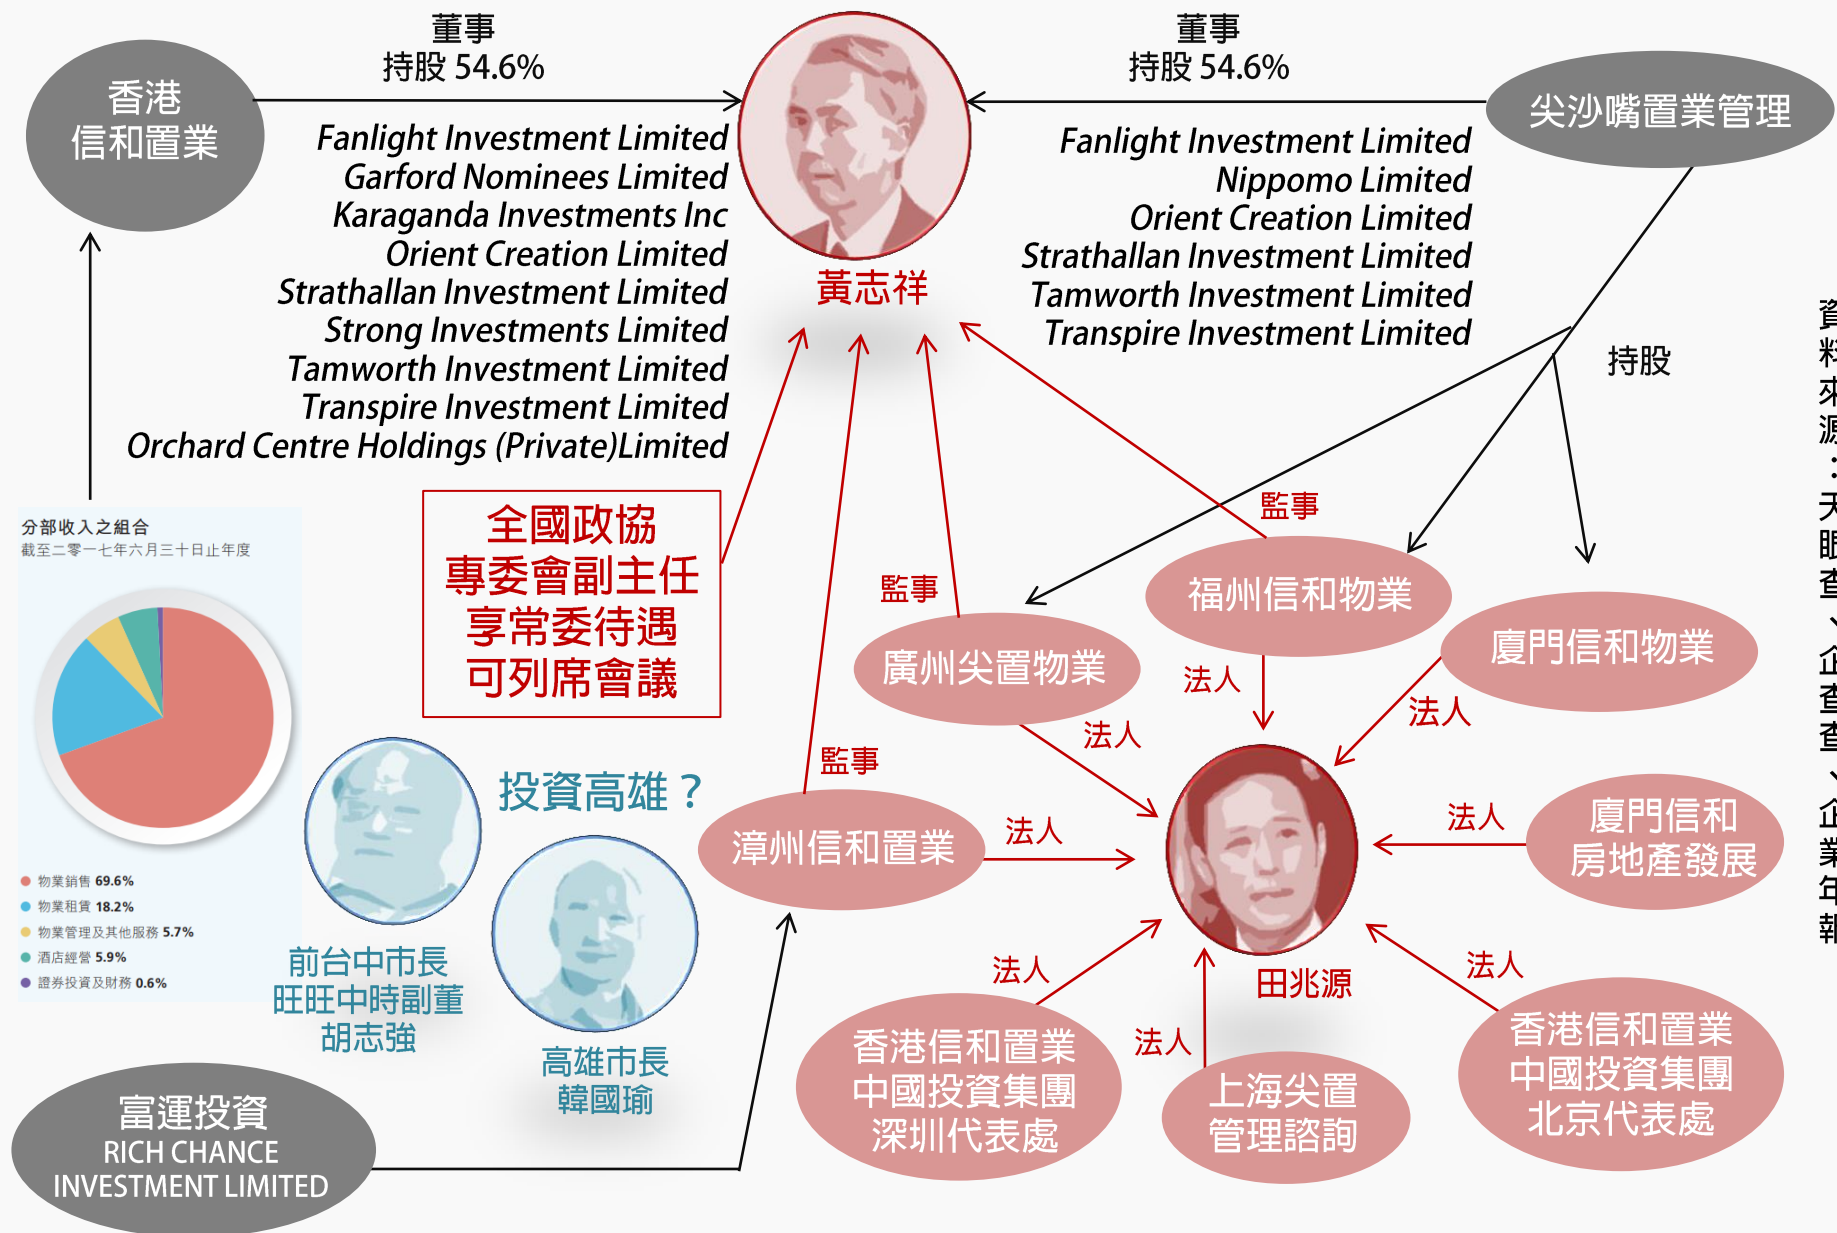 董事
持股 54.6%
董事
持股 54.6%
香港
信和置業
尖沙嘴置業管理
Fanlight Investment Limited
Garford Nominees Limited
Karaganda Investments Inc
Orient Creation Limited
Strathallan Investment Limited
Strong Investments Limited
Tamworth Investment Limited
Transpire Investment Limited
Orchard Centre Holdings (Private)Limited
Fanlight Investment Limited
Nippomo Limited
Orient Creation Limited
Strathallan Investment Limited
Tamworth Investment Limited
Transpire Investment Limited
黃志祥
持股
資料來源：天眼查、企查查、企業年報
分部收入之組合
截至二零一七年六月三十日止年度
物業銷售 69.6%
物業租賃 18.2%
物業管理及其他服務 5.7%
酒店經營 5.9%
證券投資及財務 0.6%
全國政協
專委會副主任
享常委待遇
可列席會議
監事
監事
監事
福州信和物業
廣州尖置物業
廈門信和物業
法人
法人
法人
投資高雄？
漳州信和置業
法人
法人
廈門信和
房地產發展
前台中市長
旺旺中時副董
胡志強
高雄市長
韓國瑜
田兆源
法人
法人
法人
香港信和置業
中國投資集團
深圳代表處
上海尖置
管理諮詢
香港信和置業
中國投資集團
北京代表處
富運投資
RICH CHANCE
INVESTMENT LIMITED